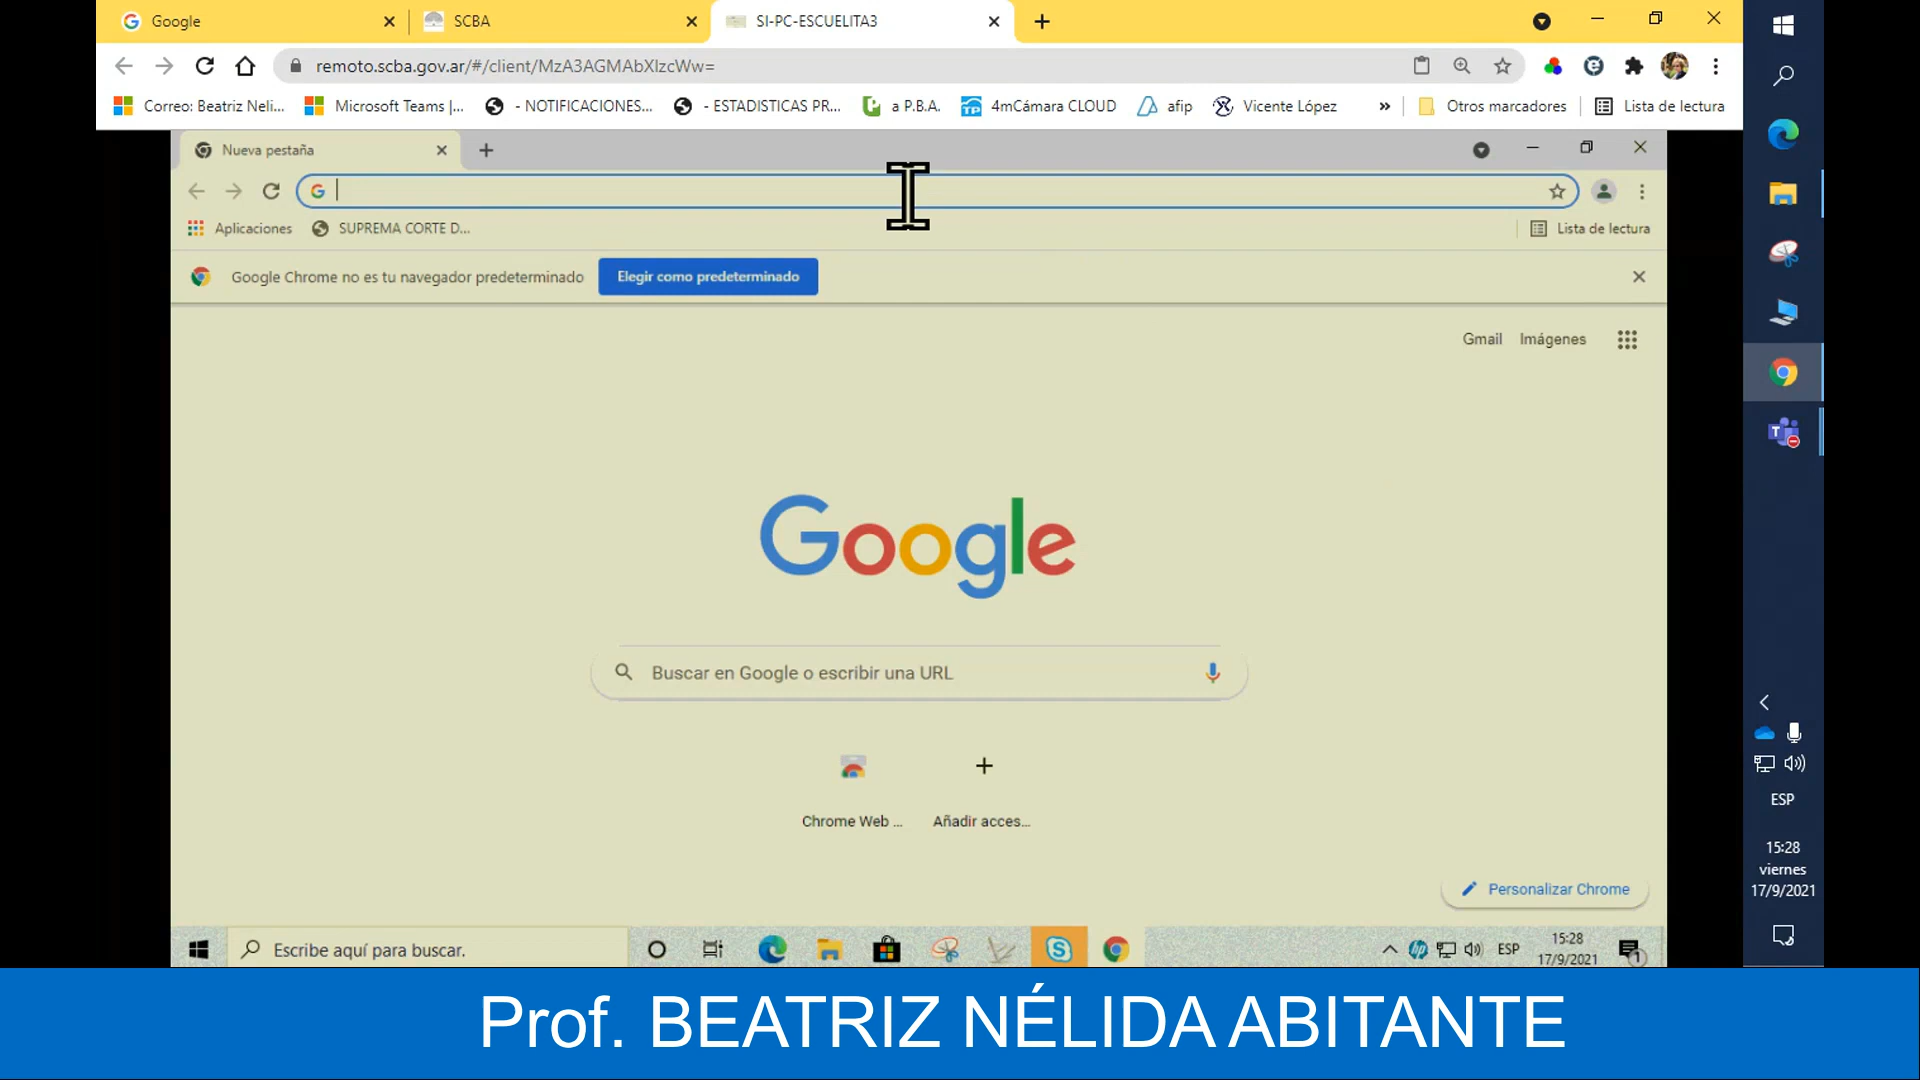 Google
SCBA
SI-PC-ESCUELITA3
remoto.scba.gov.ar/#/client/MzA3AGMAbXlzcWw=
Correo: Beatriz Neli...
Microsoft Teams |...
- NOTIFICACIONES...
- ESTADISTICAS PR...
a P.B.A.
4mCámara CLOUD
afip
Vicente López
»
Otros marcadores
Lista de lectura
Nueva pestaña
Aplicaciones
SUPREMA CORTE D...
Lista de lectura
Google Chrome no es tu navegador predeterminado
Elegir como predeterminado
Gmail
Imágenes
Google
Buscar en Google o escribir una URL
Chrome Web ...
Añadir acces...
Personalizar Chrome
ESP
15:28
viernes
17/9/2021
Escribe aquí para buscar.
ESP
15:28
17/9/2021
1
Prof. BEATRIZ NÉLIDA ABITANTE